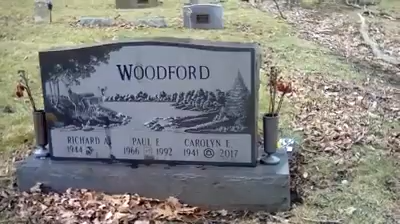 WOODFORD
RICHARD A. PAUL E. CAROLYN E.
1944 1966 1992 1941 2017